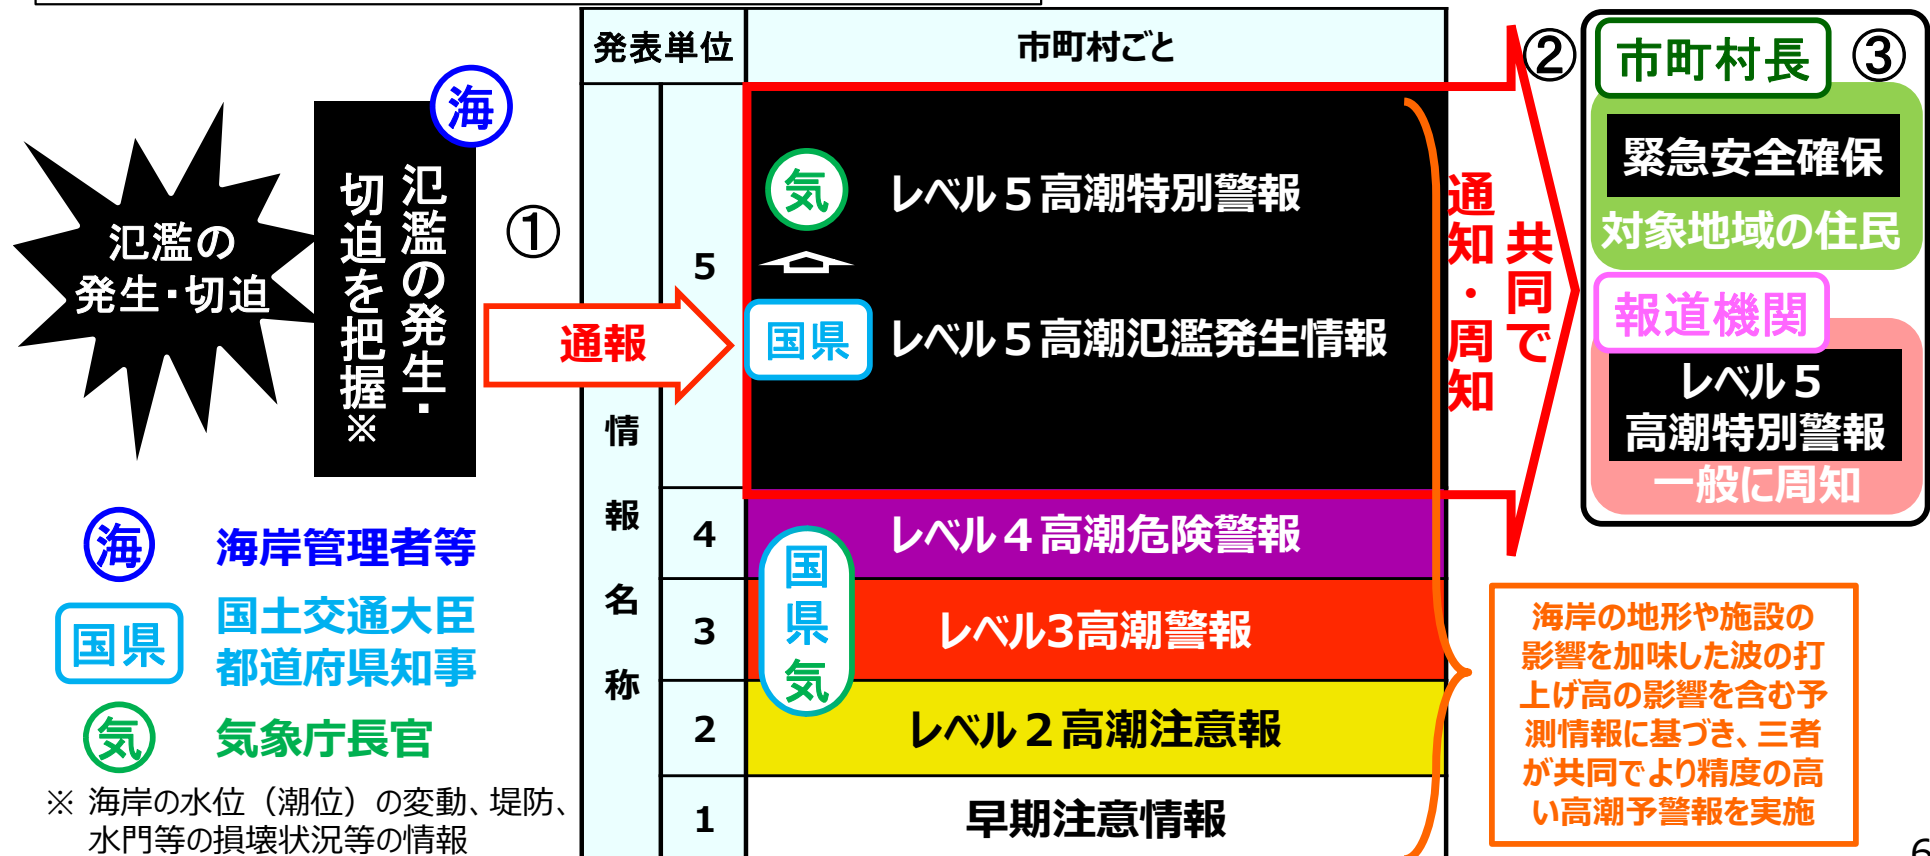 氾濫の
発生・切迫
氾濫の発生・
切迫を把握※
海
①
通報
海 海岸管理者等
国県 国土交通大臣
都道府県知事
気 気象庁長官
※ 海岸の水位（潮位）の変動、堤防、
水門等の損壊状況等の情報
発表単位 市町村ごと
情報名称
5
気 レベル５高潮特別警報
国県 レベル５高潮氾濫発生情報
4 レベル４高潮危険警報
3 レベル3高潮警報
2 レベル２高潮注意報
国県気
1 早期注意情報
共同で
通知・周知
②
市町村長 ③
緊急安全確保
対象地域の住民
報道機関
レベル５
高潮特別警報
一般に周知
海岸の地形や施設の
影響を加味した波の打
上げ高の影響を含む予
測情報に基づき、三者
が共同でより精度の高
い高潮予警報を実施
6